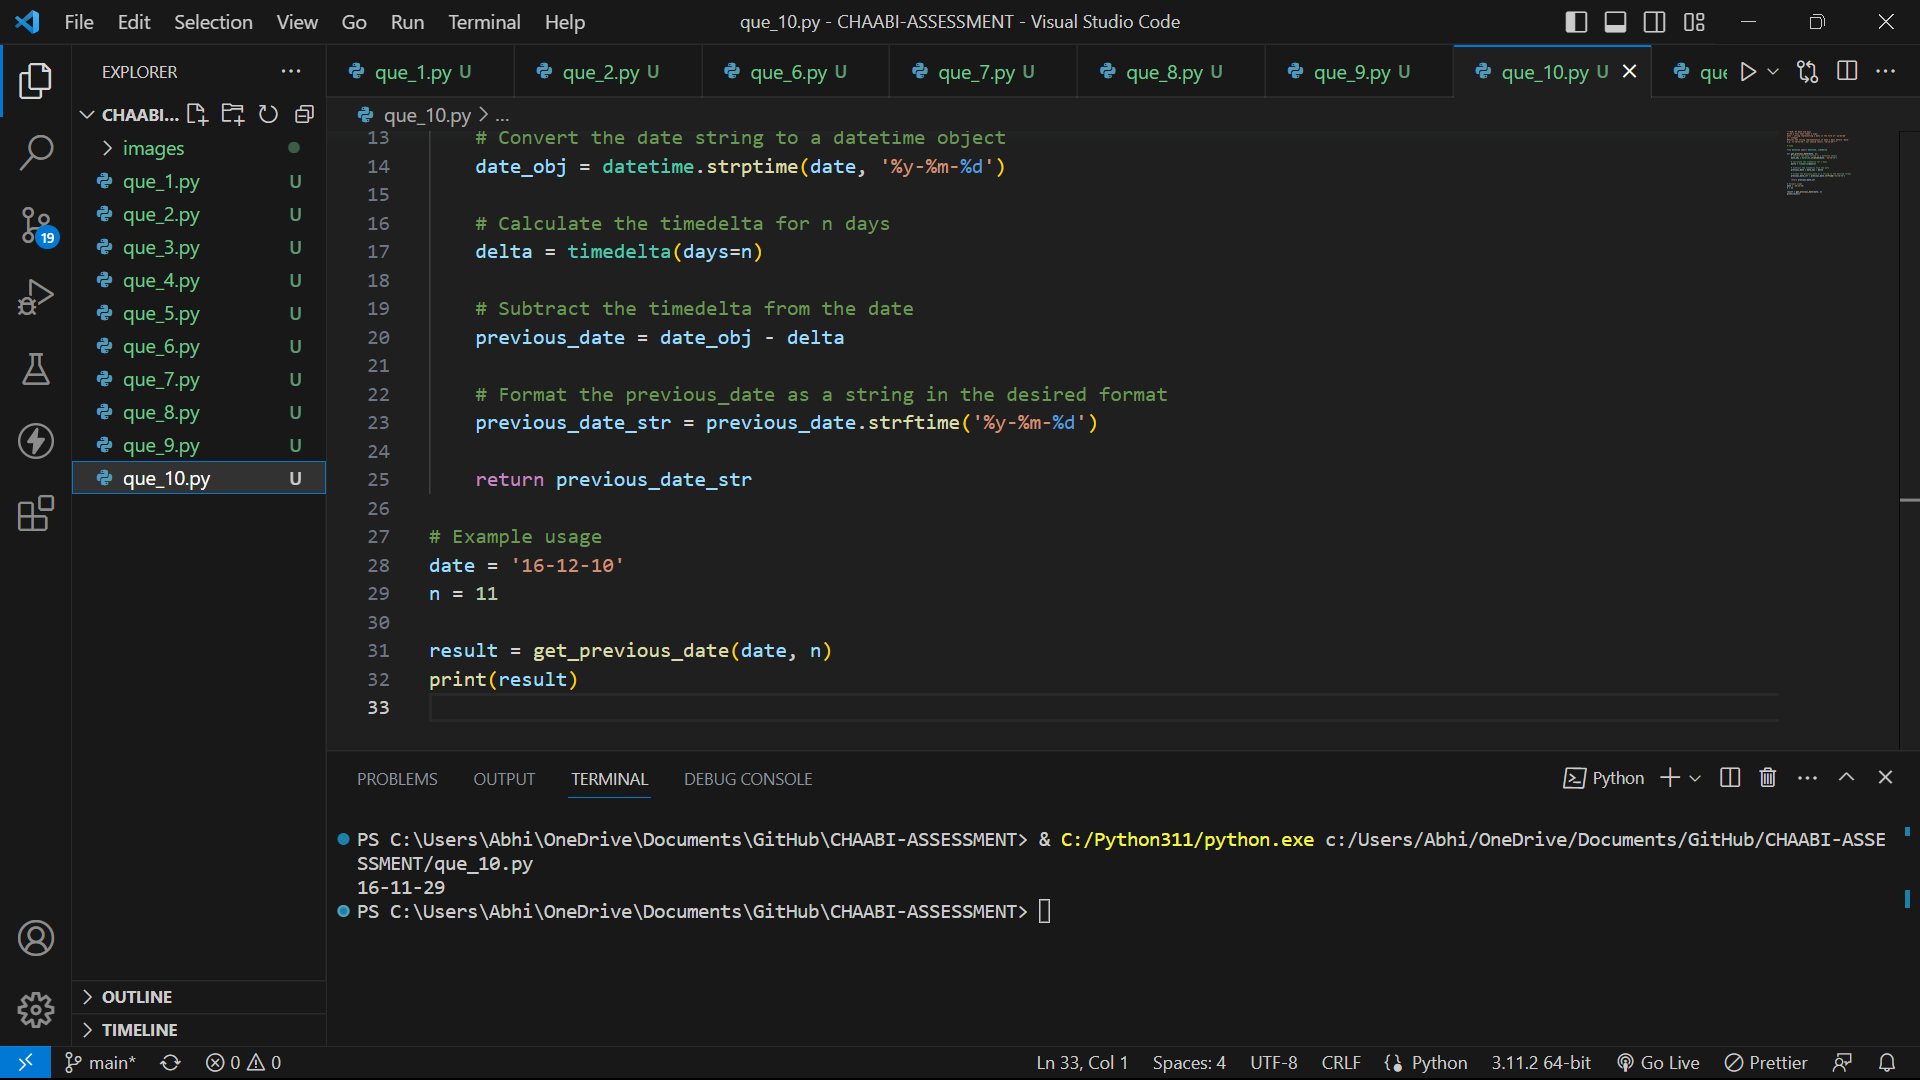 File Edit Selection View Go Run Terminal Help
que_10.py - CHAABI-ASSESSMENT - Visual Studio Code
EXPLORER
que_1.py U
que_2.py U
que_6.py U
que_7.py U
que_8.py U
que_9.py U
que_10.py U
que
CHAABI...
que_10.py > ...
images
que_1.py U
que_2.py U
que_3.py U
que_4.py U
que_5.py U
que_6.py U
que_7.py U
que_8.py U
que_9.py U
que_10.py U
19
13 # Convert the date string to a datetime object
14 date_obj = datetime.strptime(date, '%y-%m-%d')
15
16 # Calculate the timedelta for n days
17 delta = timedelta(days=n)
18
19 # Subtract the timedelta from the date
20 previous_date = date_obj - delta
21
22 # Format the previous_date as a string in the desired format
23 previous_date_str = previous_date.strftime('%y-%m-%d')
24
25 return previous_date_str
26
27 # Example usage
28 date = '16-12-10'
29 n = 11
30
31 result = get_previous_date(date, n)
32 print(result)
33
PROBLEMS OUTPUT TERMINAL DEBUG CONSOLE
Python
PS C:\Users\Abhi\OneDrive\Documents\GitHub\CHAABI-ASSESSMENT> & C:/Python311/python.exe c:/Users/Abhi/OneDrive/Documents/GitHub/CHAABI-ASSE
SSMENT/que_10.py
16-11-29
PS C:\Users\Abhi\OneDrive\Documents\GitHub\CHAABI-ASSESSMENT>
OUTLINE
TIMELINE
main* 0 0
Ln 33, Col 1 Spaces: 4 UTF-8 CRLF Python 3.11.2 64-bit Go Live Prettier